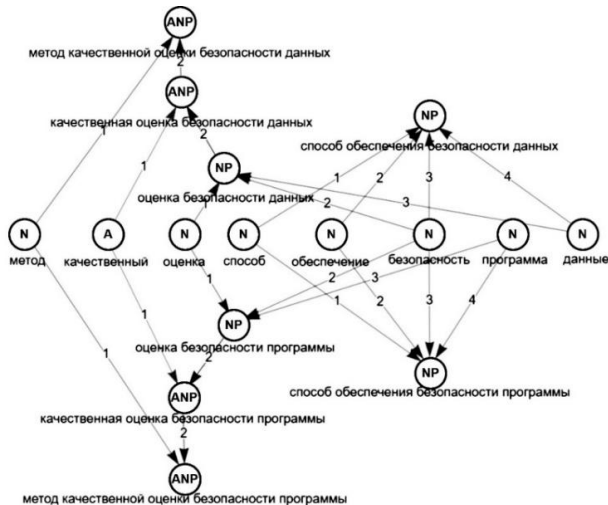 ANP
метод качественной оценки безопасности данных
2
ANP
качественная оценка безопасности данных
NP
способ обеспечения безопасности данных
1
2
1
NP
1
2
3
4
оценка безопасности данных
1
2
3
N A N N N N N N
метод качественный оценка способ обеспечение безопасность программа данные
1
2
3
1
2
3
4
NP
оценка безопасности программы
1
1
2
NP
способ обеспечения безопасности программы
ANP
качественная оценка безопасности программы
2
ANP
метод качественной оценки безопасности программы